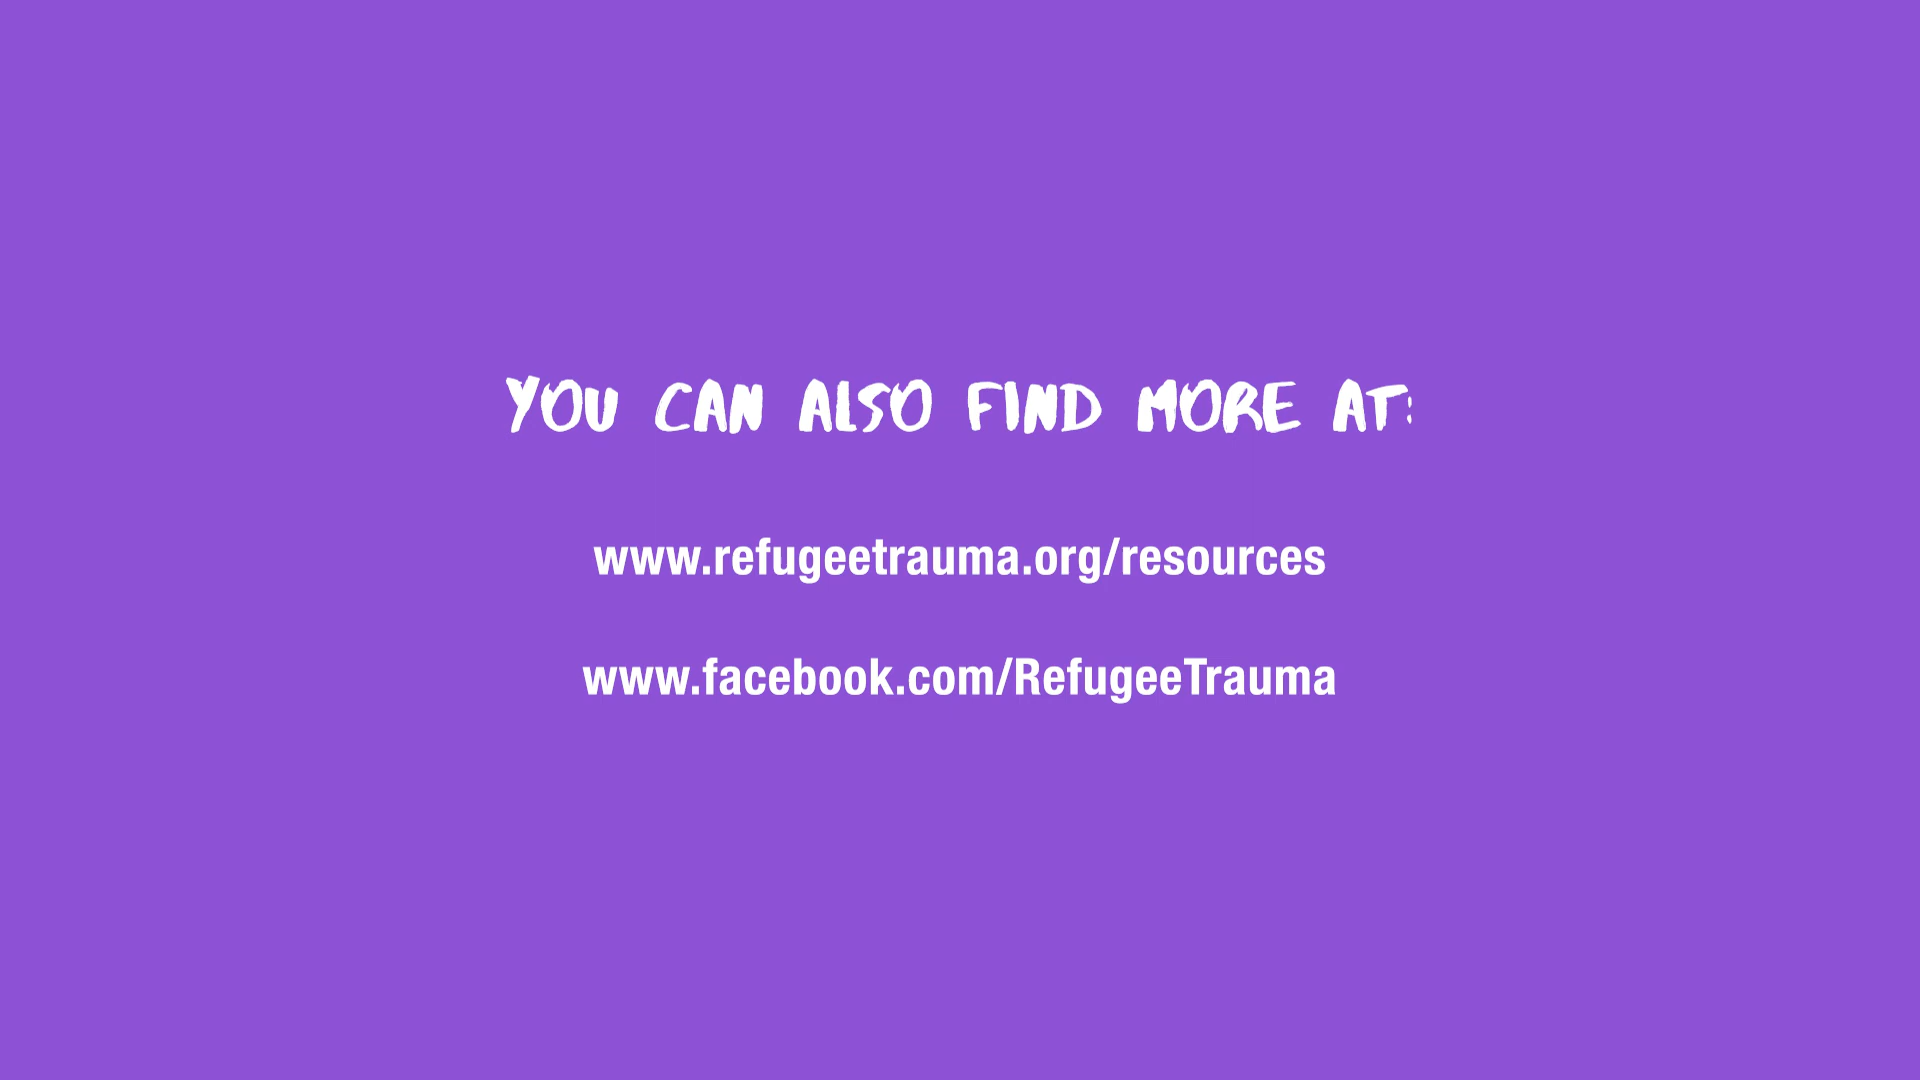 YOU CAN ALSO FIND MORE AT:
www.refugeetrauma.org/resources
www.facebook.com/RefugeeTrauma